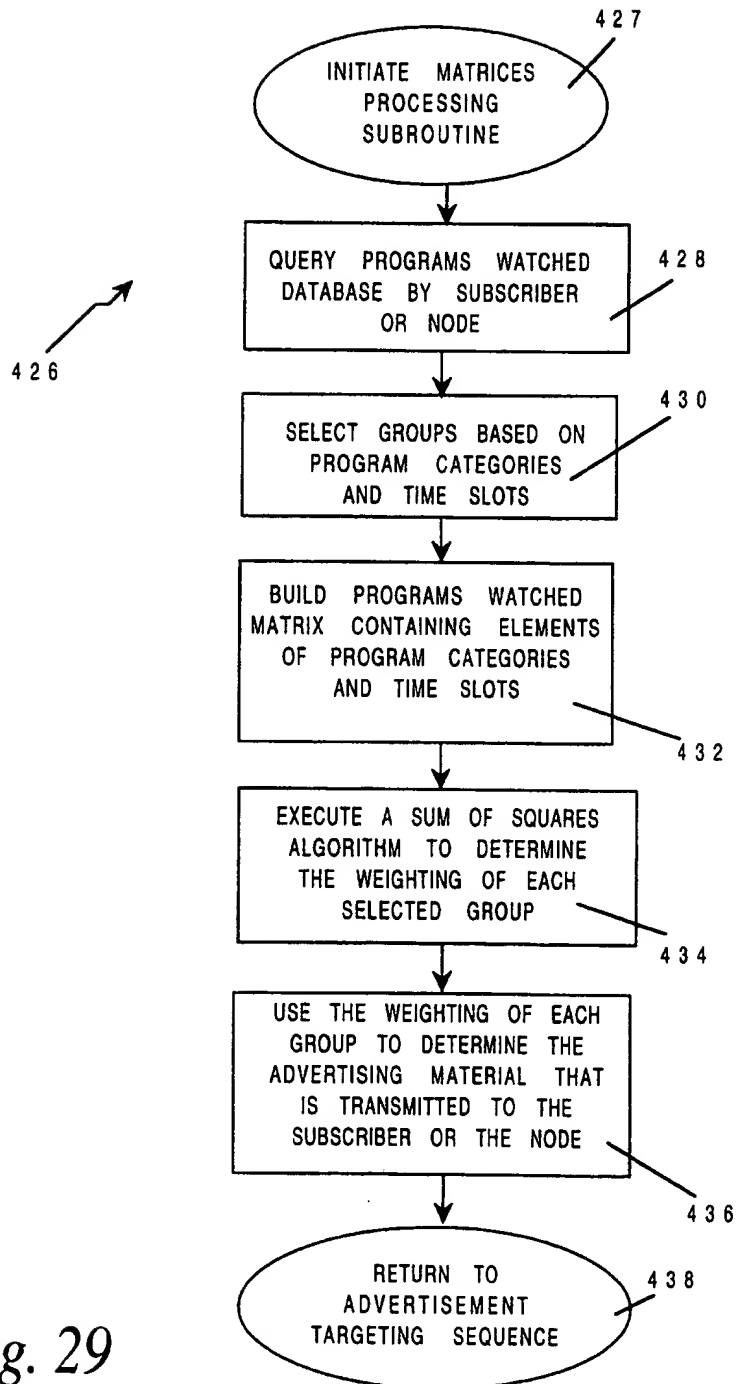 427
INITIATE MATRICES
PROCESSING
SUBROUTINE
QUERY PROGRAMS WATCHED
DATABASE BY SUBSCRIBER
OR NODE
428
426
430
SELECT GROUPS BASED ON
PROGRAM CATEGORIES
AND TIME SLOTS
BUILD PROGRAMS WATCHED
MATRIX CONTAINING ELEMENTS
OF PROGRAM CATEGORIES
AND TIME SLOTS
432
EXECUTE A SUM OF SQUARES
ALGORITHM TO DETERMINE
THE WEIGHTING OF EACH
SELECTED GROUP
434
USE THE WEIGHTING OF EACH
GROUP TO DETERMINE THE
ADVERTISING MATERIAL THAT
IS TRANSMITTED TO THE
SUBSCRIBER OR THE NODE
436
RETURN TO
ADVERTISEMENT
TARGETING SEQUENCE
438
g. 29